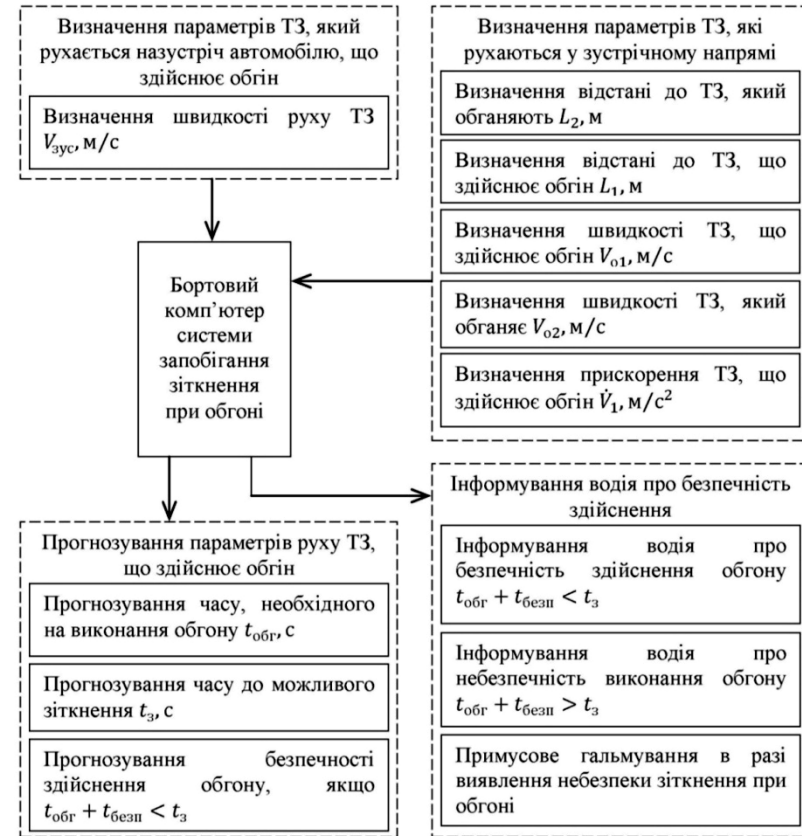 Визначення параметрів ТЗ, який
рухається назустріч автомобілю, що
здійснює обгін
Визначення швидкості руху ТЗ
Vзус, м/с
Визначення параметрів ТЗ, які
рухаються у зустрічному напрямі
Визначення відстані до ТЗ, який
обганяють L₂, м
Визначення відстані до ТЗ, що
здійснює обгін L₁, м
Визначення швидкості ТЗ, що
здійснює обгін Vо1, м/с
Визначення швидкості ТЗ, який
обганяє Vо2, м/с
Визначення прискорення ТЗ, що
здійснює обгін V̇₁, м/с²
Бортовий
комп’ютер
системи
запобігання
зіткнення
при обгоні
Прогнозування параметрів руху ТЗ,
що здійснює обгін
Прогнозування часу, необхідного
на виконання обгону tобг, с
Прогнозування часу до можливого
зіткнення tз, с
Прогнозування безпечності
здійснення обгону, якщо
tобг + tбезп < tз
Інформування водія про безпечність
здійснення
Інформування водія про
безпечність здійснення обгону
tобг + tбезп < tз
Інформування водія про
небезпечність виконання обгону
tобг + tбезп > tз
Примусове гальмування в разі
виявлення небезпеки зіткнення при
обгоні